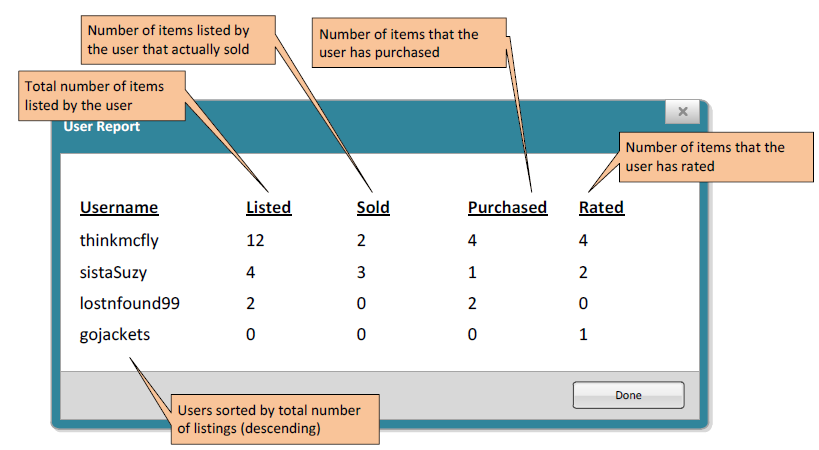 Number of items listed by
the user that actually sold
Number of items that the
user has purchased
Total number of items
listed by the user
User Report
Number of items that the
user has rated
Username Listed Sold Purchased Rated
thinkmcfly 12 2 4 4
sistaSuzy 4 3 1 2
lostnfound99 2 0 2 0
gojackets 0 0 0 1
Done
Users sorted by total number
of listings (descending)